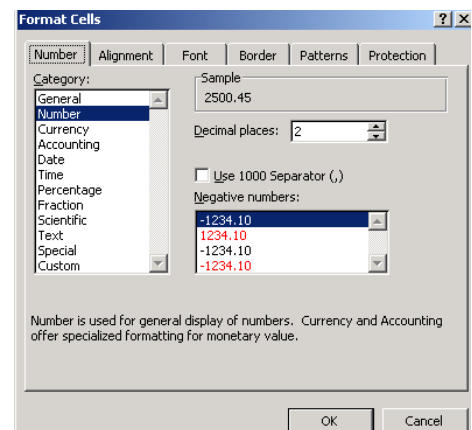 Format Cells
Number Alignment Font Border Patterns Protection
Category:
General
Number
Currency
Accounting
Date
Time
Percentage
Fraction
Scientific
Text
Special
Custom
Sample
2500.45
Decimal places: 2
Use 1000 Separator (,)
Negative numbers:
-1234.10
1234.10
-1234.10
-1234.10
Number is used for general display of numbers. Currency and Accounting
offer specialized formatting for monetary value.
OK Cancel